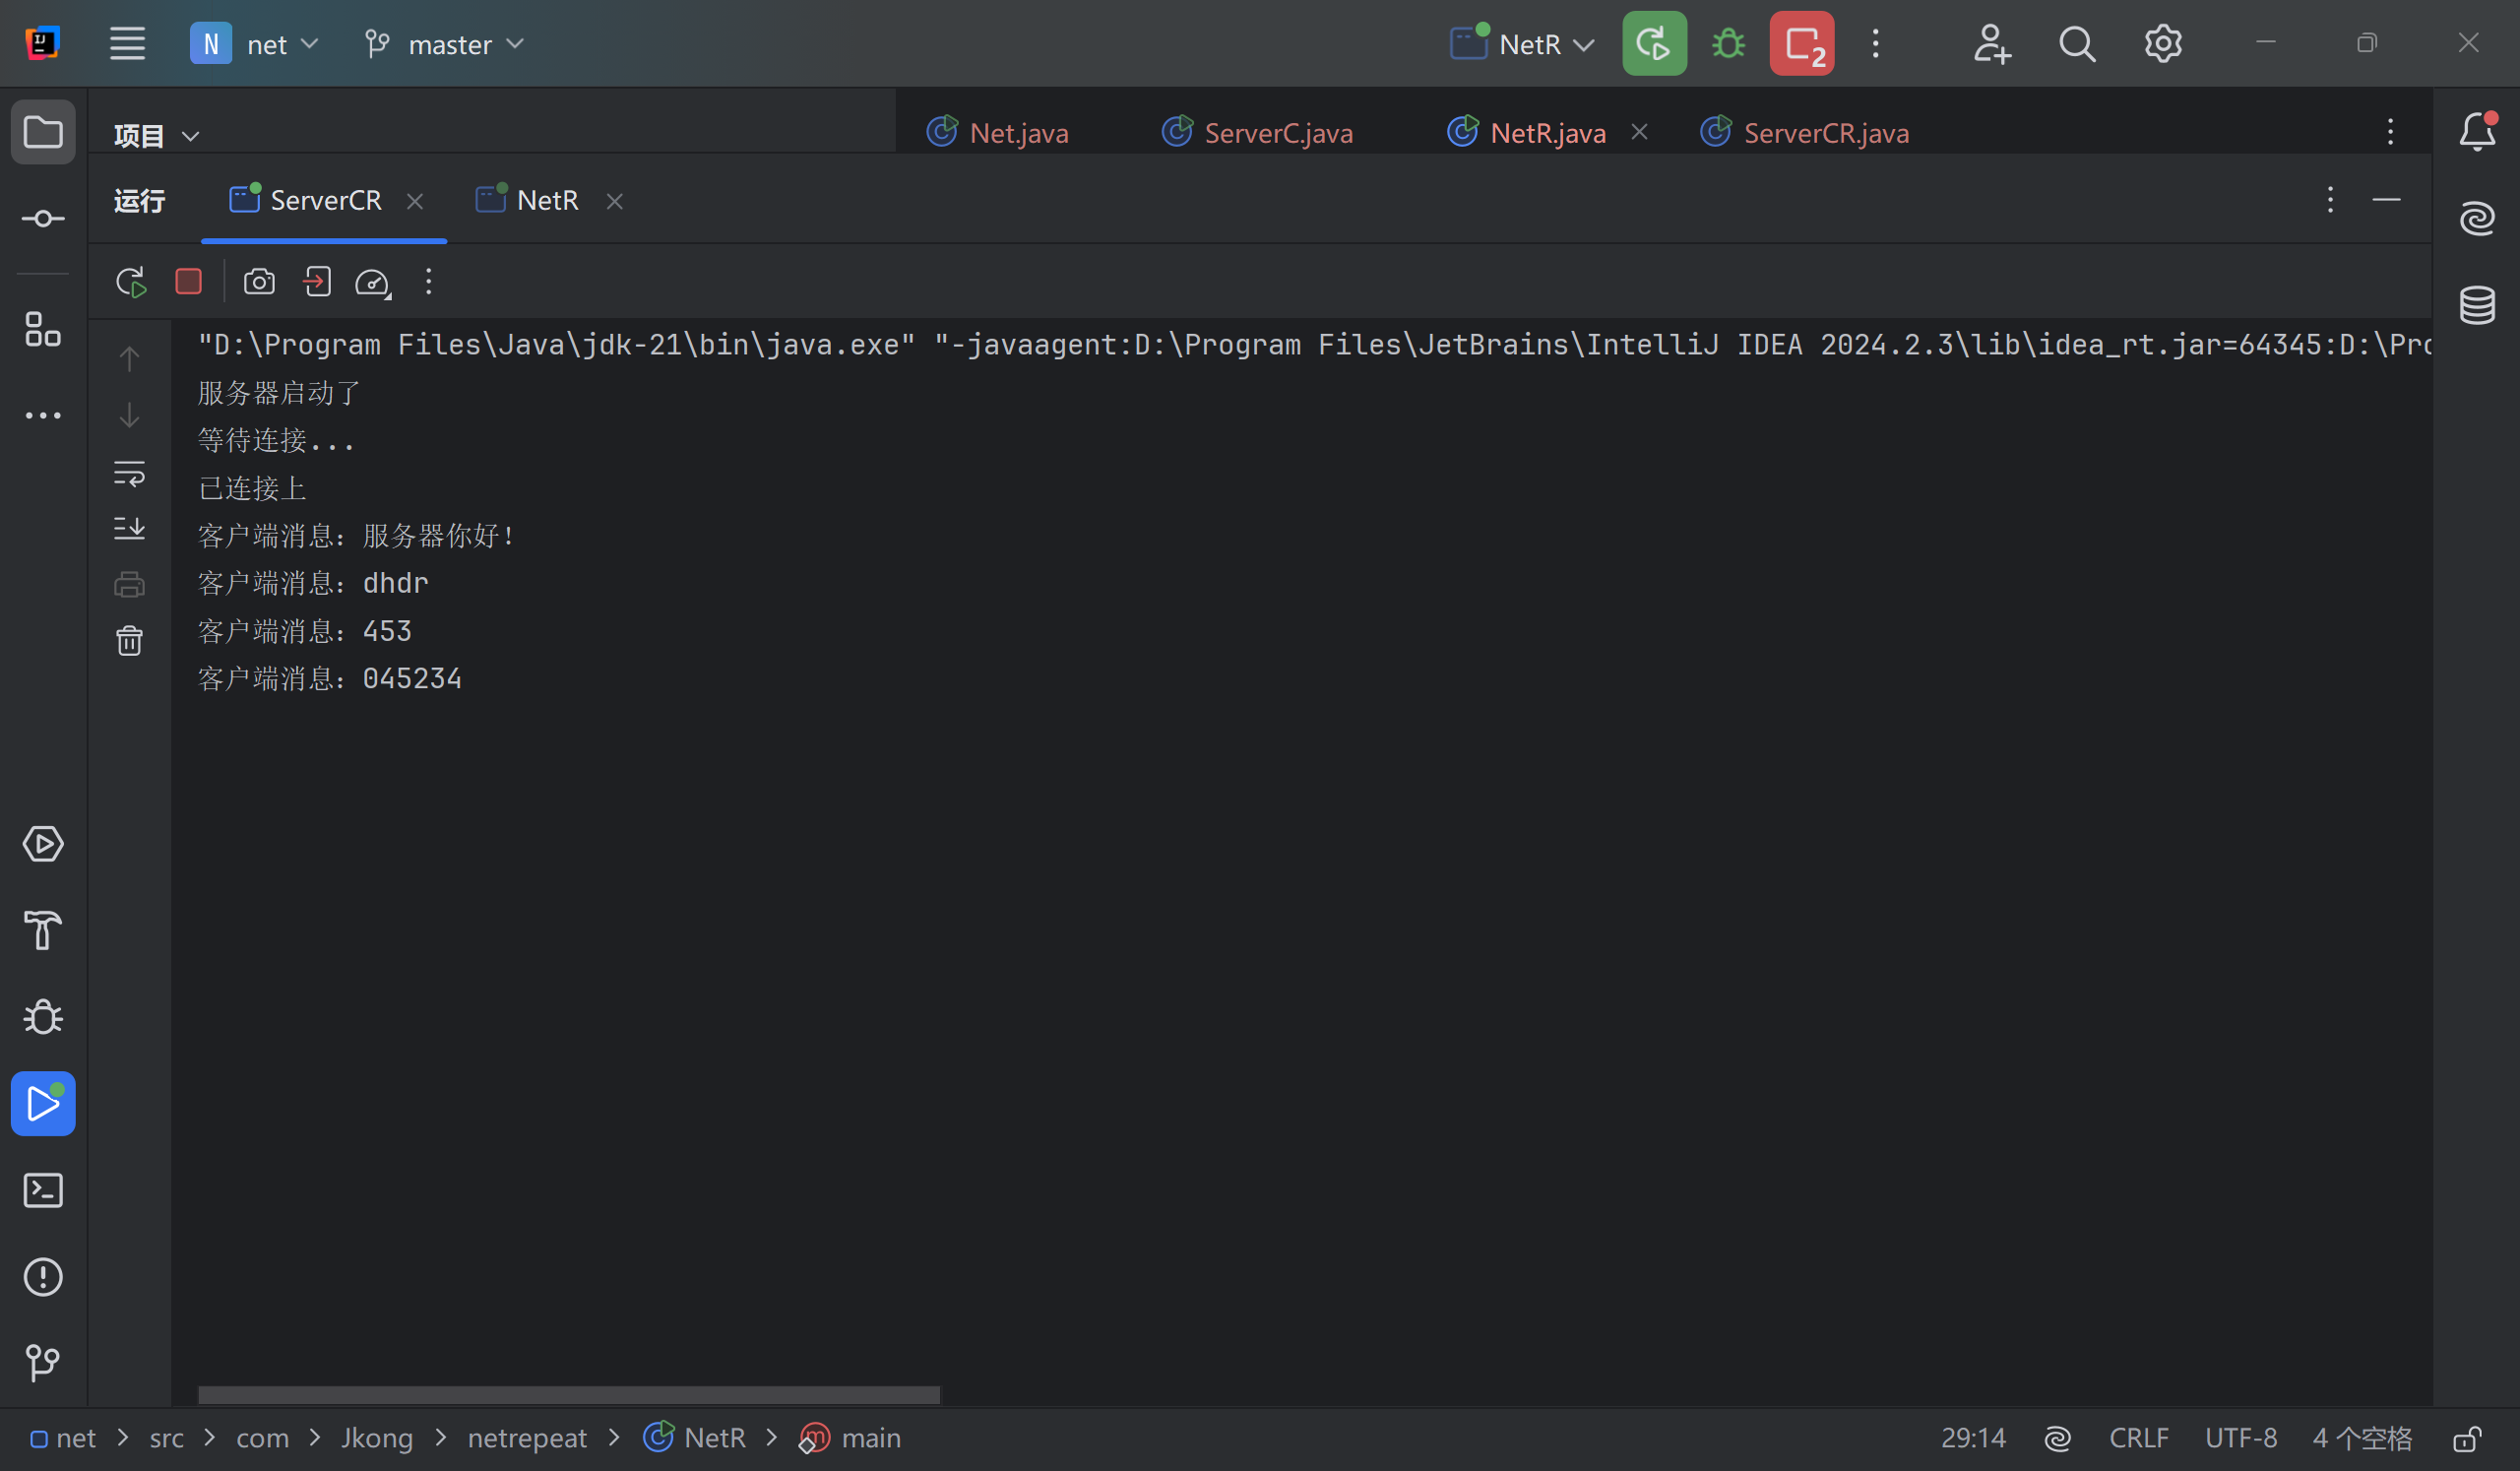 N net master NetR 2
项目 Net.java ServerC.java NetR.java ServerCR.java
运行 ServerCR NetR
"D:\Program Files\Java\jdk-21\bin\java.exe" "-javaagent:D:\Program Files\JetBrains\IntelliJ IDEA 2024.2.3\lib\idea_rt.jar=64345:D:\Pro
服务器启动了
等待连接...
已连接上
客户端消息：服务器你好！
客户端消息：dhdr
客户端消息：453
客户端消息：045234
net > src > com > Jkong > netrepeat > NetR > main 29:14 CRLF UTF-8 4 个空格